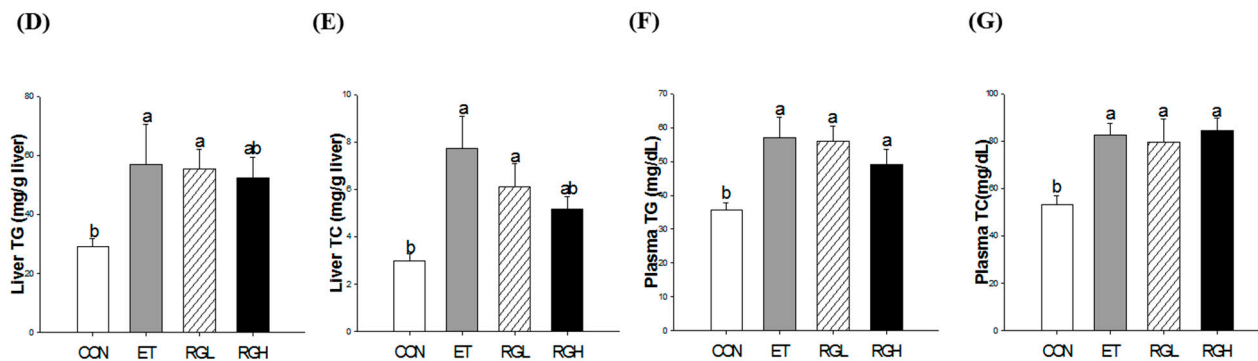 (D)
Liver TG (mg/g liver)
80
60
40
20
0
b
a
a
ab
CON ET RGL RGH
(E)
Liver TC (mg/g liver)
10
8
6
4
2
0
b
a
a
ab
CON ET RGL RGH
(F)
Plasma TG (mg/dL)
70
60
50
40
30
20
10
0
b
a
a
a
CON ET RGL RGH
(G)
Plasma TC(mg/dL)
100
80
60
40
20
0
b
a
a
a
CON ET RGL RGH